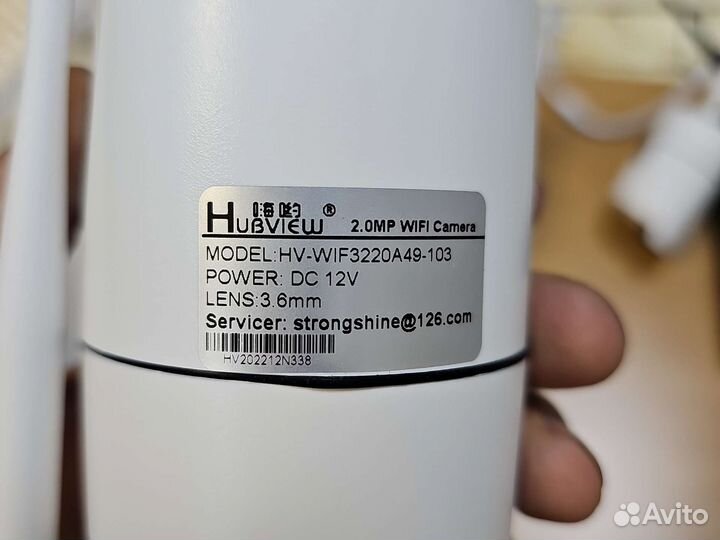 HUBVIEW ® 2.0MP WIFI Camera
MODEL:HV-WIF3220A49-103
POWER: DC 12V
LENS:3.6mm
Servicer: strongshine@126.com
HV202212N338
Avito